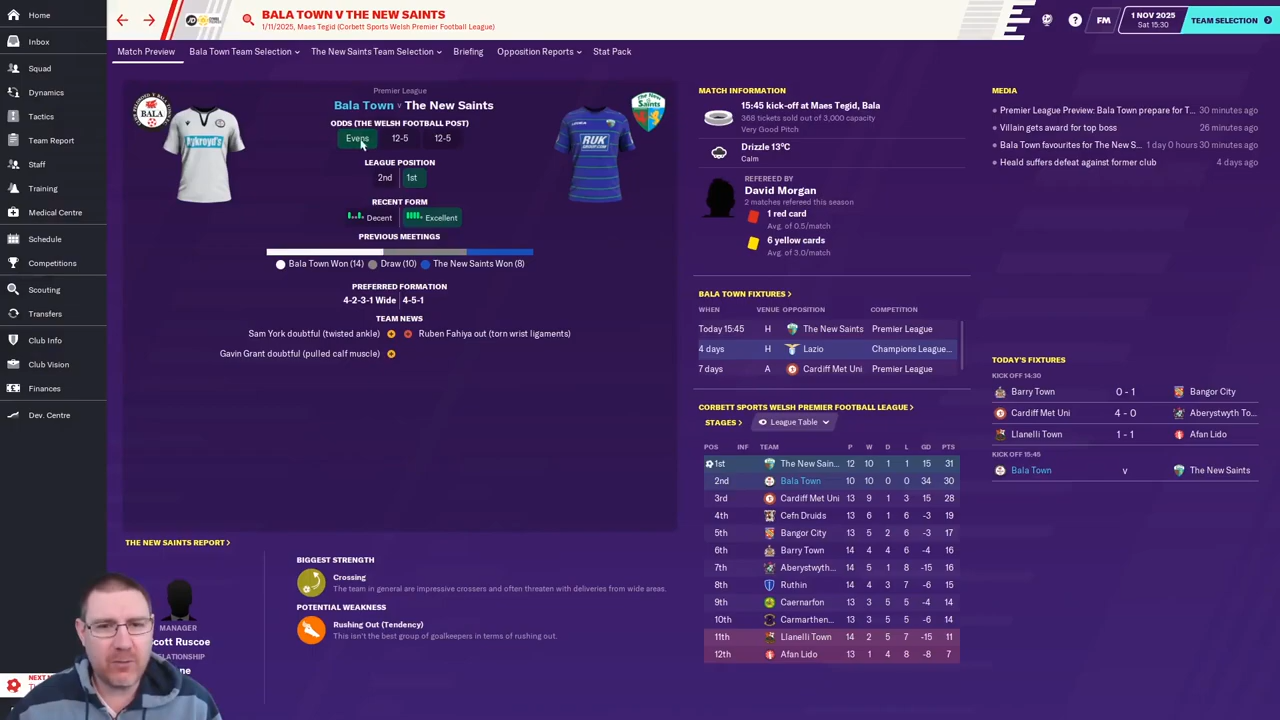 Home
BALA TOWN V THE NEW SAINTS
1/11/2025, Maes Tegid (Corbett Sports Welsh Premier Football League)
FM
1 NOV 2025
Sat 15:30
TEAM SELECTION
Inbox
Squad
Dynamics
Tactics
Team Report
Staff
Training
Medical Centre
Schedule
Competitions
Scouting
Transfers
Club Info
Club Vision
Finances
Dev. Centre
Match Preview
Bala Town Team Selection
The New Saints Team Selection
Briefing
Opposition Reports
Stat Pack
Premier League
Bala Town v The New Saints
ODDS (THE WELSH FOOTBALL POST)
Evens 12-5 12-5
LEAGUE POSITION
2nd 1st
RECENT FORM
Decent Excellent
PREVIOUS MEETINGS
Bala Town Won (14) Draw (10) The New Saints Won (8)
PREFERRED FORMATION
4-2-3-1 Wide 4-5-1
TEAM NEWS
Sam York doubtful (twisted ankle) Ruben Fahiya out (torn wrist ligaments)
Gavin Grant doubtful (pulled calf muscle)
THE NEW SAINTS REPORT
MANAGER
cott Ruscoe
BIGGEST STRENGTH
Crossing
The team in general are impressive crossers and often threaten with deliveries from wide areas.
POTENTIAL WEAKNESS
Rushing Out (Tendency)
This isn't the best group of goalkeepers in terms of rushing out.
MATCH INFORMATION
15:45 kick-off at Maes Tegid, Bala
368 tickets sold out of 3,000 capacity
Very Good Pitch
Drizzle 13°C
Calm
REFEREED BY
David Morgan
2 matches refereed this season
1 red card
Avg. of 0.5/match
6 yellow cards
Avg. of 3.0/match
BALA TOWN FIXTURES
WHEN VENUE OPPOSITION COMPETITION
Today 15:45 H The New Saints Premier League
4 days H Lazio Champions League...
7 days A Cardiff Met Uni Premier League
CORBETT SPORTS WELSH PREMIER FOOTBALL LEAGUE
STAGES League Table
POS INF TEAM P W D L GD PTS
1st The New Sain... 12 10 1 1 15 31
2nd Bala Town 10 10 0 0 34 30
3rd Cardiff Met Uni 13 9 1 3 15 28
4th Cefn Druids 13 6 1 6 -3 19
5th Bangor City 13 5 2 6 -3 17
6th Barry Town 14 4 4 6 -4 16
7th Aberystwyth... 14 5 1 8 -15 16
8th Ruthin 14 4 3 7 -6 15
9th Caernarfon 13 3 5 5 -4 14
10th Carmarthen... 13 3 5 5 -6 14
11th Llanelli Town 14 2 5 7 -15 11
12th Afan Lido 13 1 4 8 -8 7
MEDIA
Premier League Preview: Bala Town prepare for T... 30 minutes ago
Villain gets award for top boss 26 minutes ago
Bala Town favourites for The New S... 1 day 0 hours 30 minutes ago
Heald suffers defeat against former club 4 days ago
TODAY'S FIXTURES
KICK OFF 14:30
Barry Town 0 - 1 Bangor City
Cardiff Met Uni 4 - 0 Aberystwyth To...
Llanelli Town 1 - 1 Afan Lido
KICK OFF 15:45
Bala Town v The New Saints